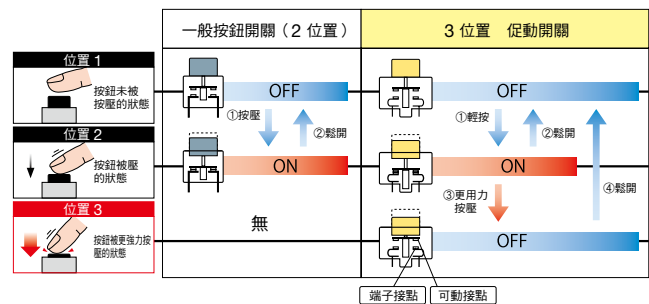 一般按鈕開關（2 位置）
3 位置 促動開關
位置 1
按鈕未被
按壓的狀態
OFF
OFF
①按壓
②鬆開
①輕按
②鬆開
位置 2
按鈕被壓
的狀態
ON
ON
③更用力
按壓
④鬆開
位置 3
按鈕被更強力按
壓的狀態
無
OFF
端子接點
可動接點